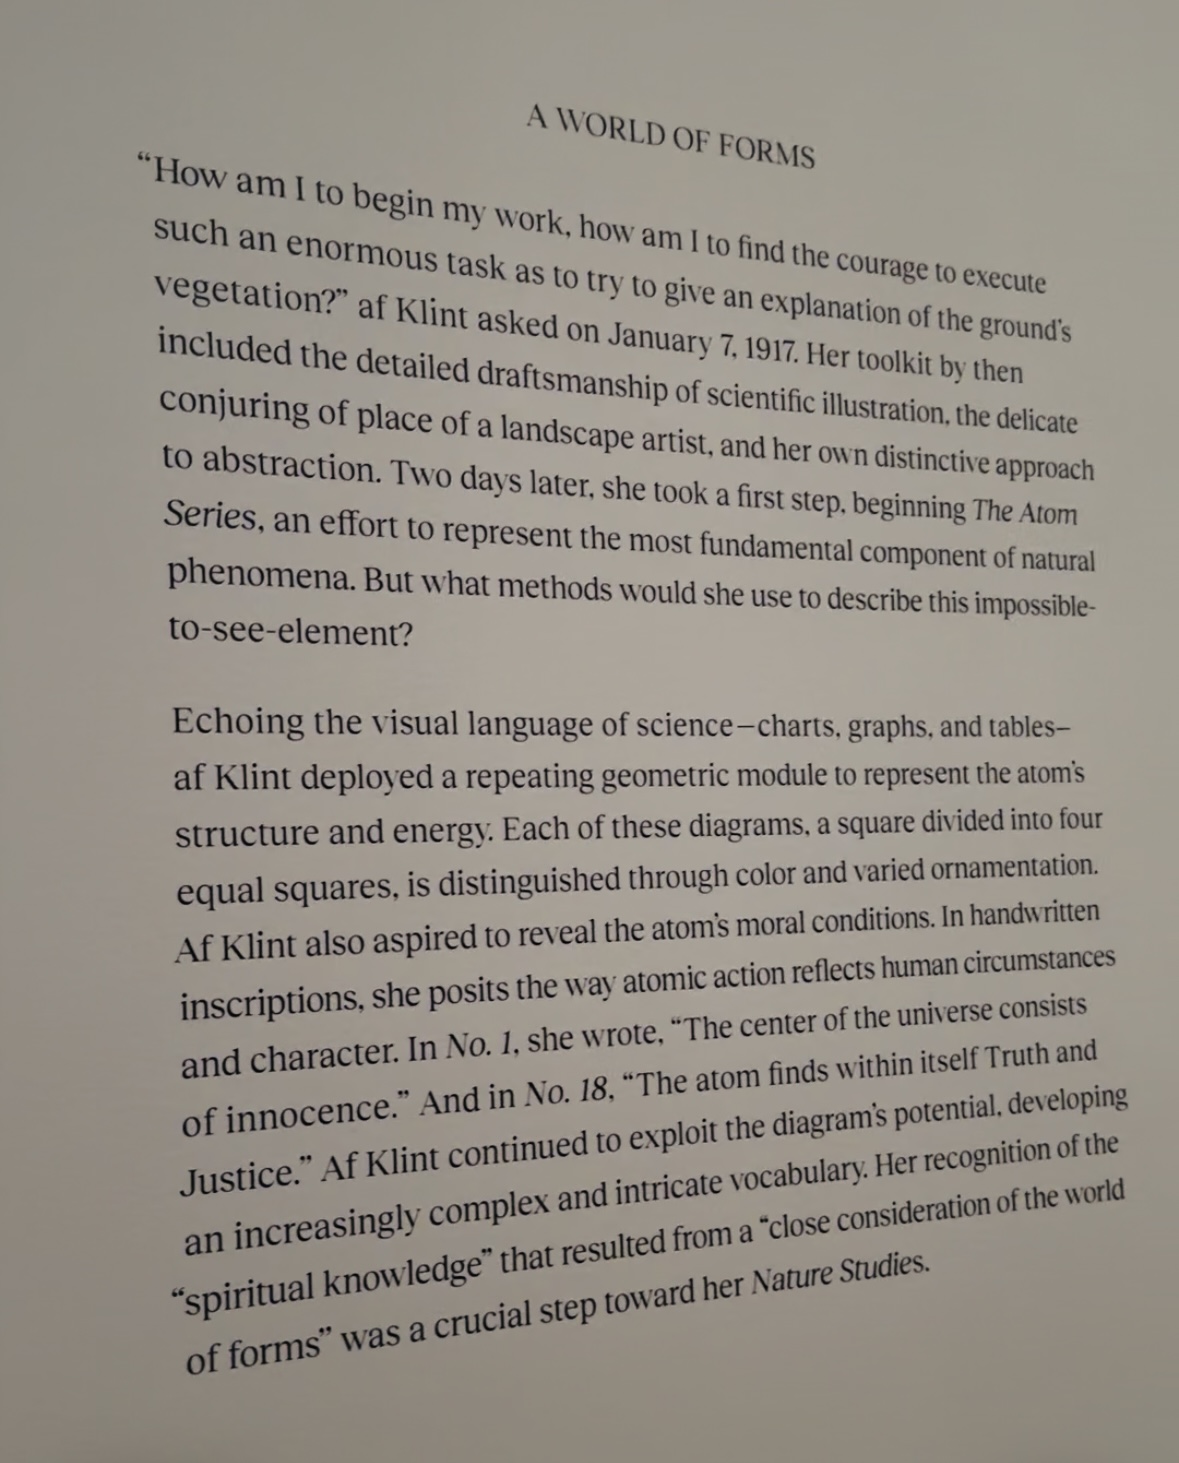 A WORLD OF FORMS
“How am I to begin my work, how am I to find the courage to execute
such an enormous task as to try to give an explanation of the ground’s
vegetation?” af Klint asked on January 7, 1917. Her toolkit by then
included the detailed draftsmanship of scientific illustration, the delicate
conjuring of place of a landscape artist, and her own distinctive approach
to abstraction. Two days later, she took a first step, beginning The Atom
Series, an effort to represent the most fundamental component of natural
phenomena. But what methods would she use to describe this impossible-
to-see-element?
Echoing the visual language of science—charts, graphs, and tables—
af Klint deployed a repeating geometric module to represent the atom’s
structure and energy. Each of these diagrams, a square divided into four
equal squares, is distinguished through color and varied ornamentation.
Af Klint also aspired to reveal the atom’s moral conditions. In handwritten
inscriptions, she posits the way atomic action reflects human circumstances
and character. In No. 1, she wrote, “The center of the universe consists
of innocence.” And in No. 18, “The atom finds within itself Truth and
Justice.” Af Klint continued to exploit the diagram’s potential, developing
an increasingly complex and intricate vocabulary. Her recognition of the
“spiritual knowledge” that resulted from a “close consideration of the world
of forms” was a crucial step toward her Nature Studies.